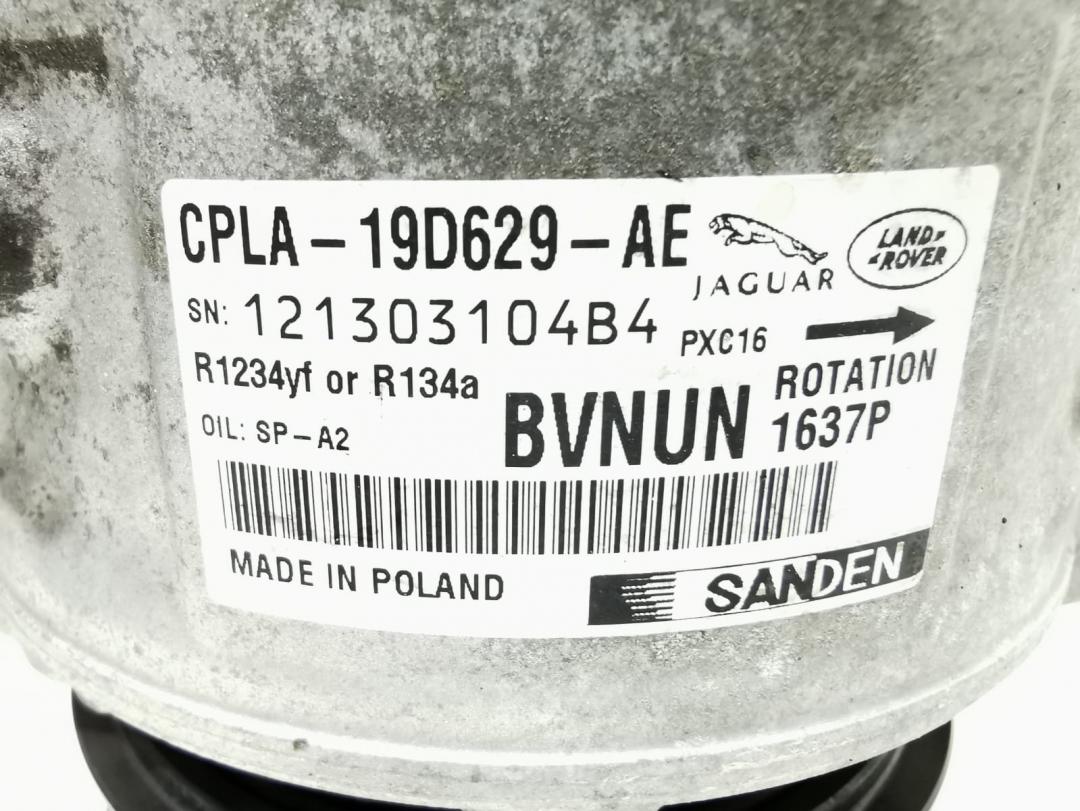 CPLA-19D629-AE
JAGUAR
LAND-
-ROVER
SN: 121303104B4
PXC16
R1234yf or R134a
ROTATION
OIL: SP-A2
BVNUN
1637P
MADE IN POLAND
SANDEN